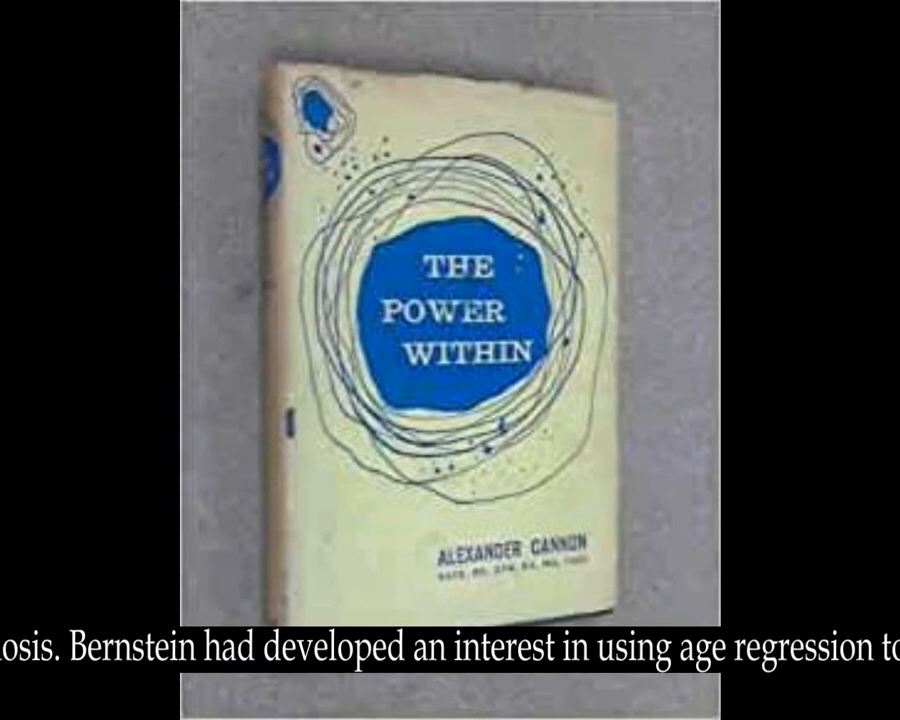 THE
POWER
WITHIN
ALEXANDER CANNON
osis. Bernstein had developed an interest in using age regression to